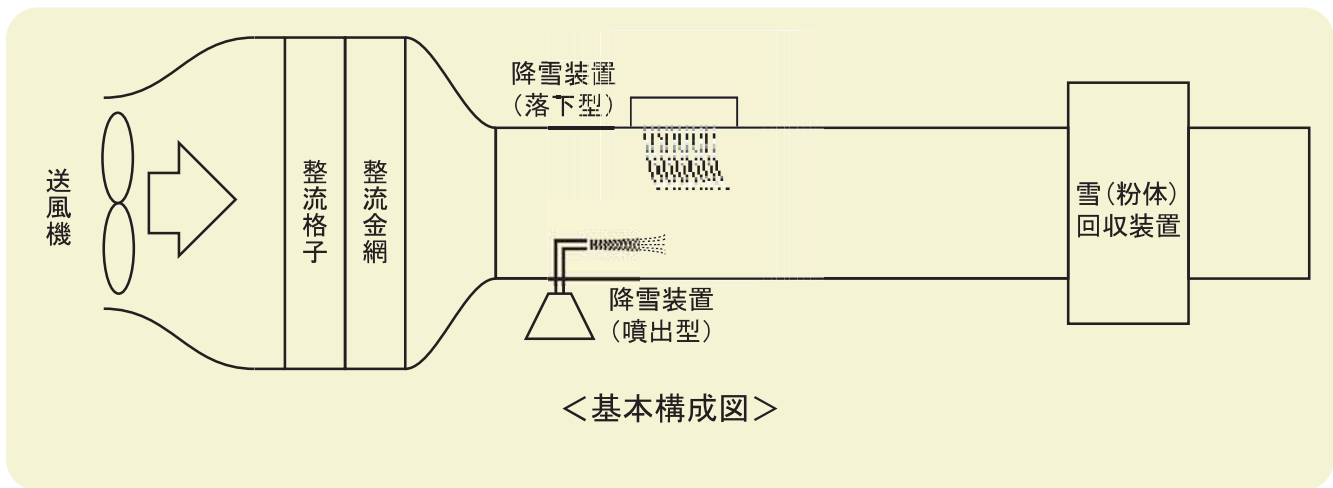 送風機
整流格子
整流金網
降雪装置
（落下型）
降雪装置
（噴出型）
雪（粉体）
回収装置
＜基本構成図＞